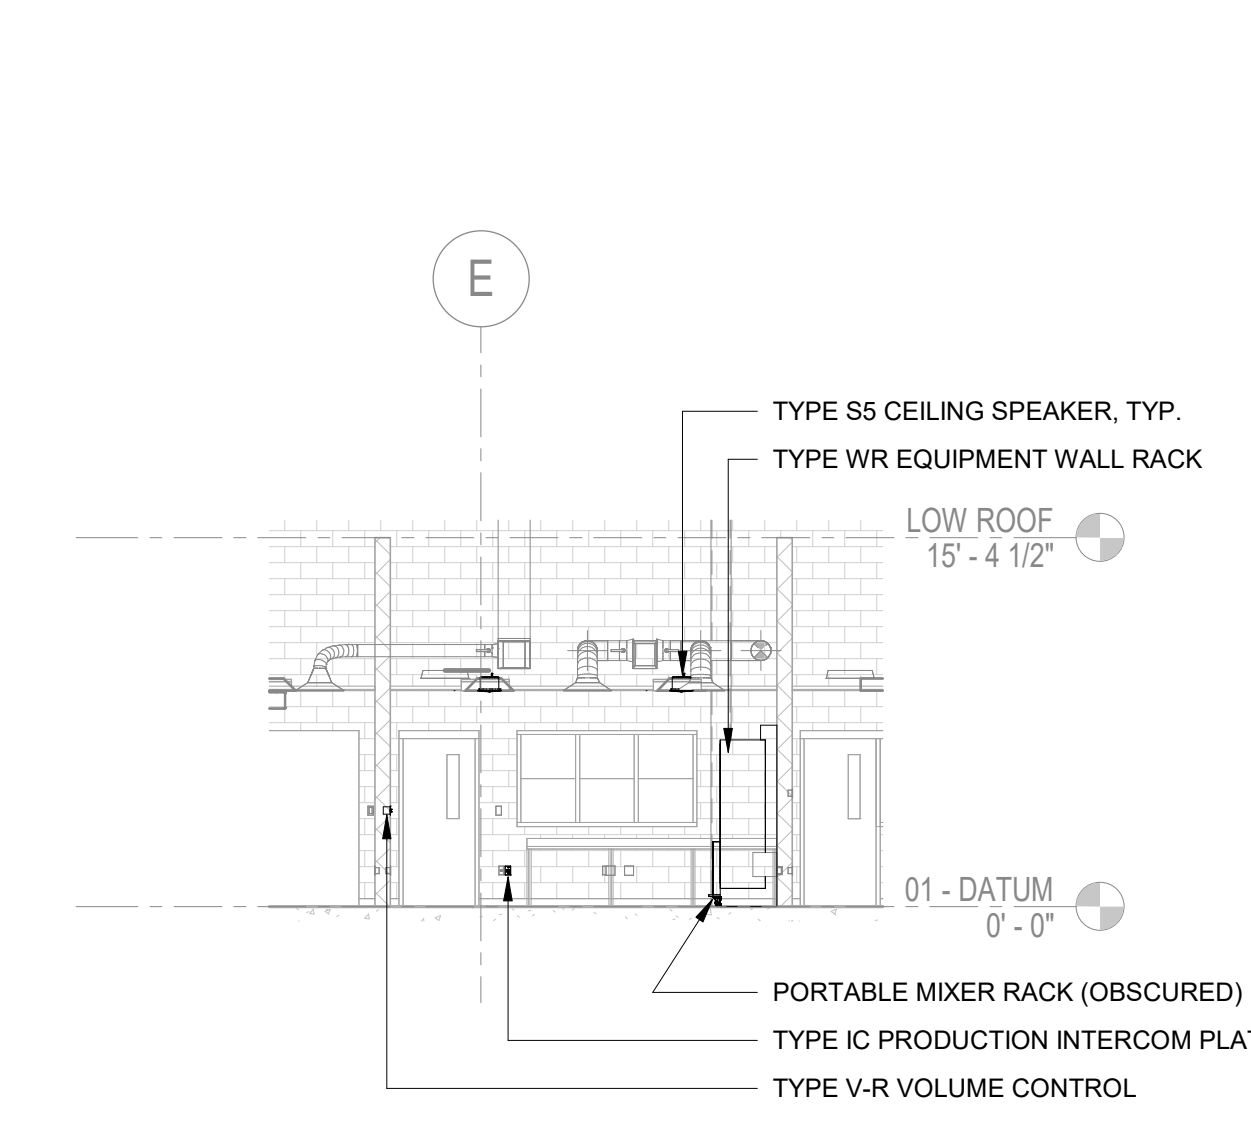 E
TYPE S5 CEILING SPEAKER, TYP.
TYPE WR EQUIPMENT WALL RACK
LOW ROOF
15' - 4 1/2"
01 - DATUM
0' - 0"
PORTABLE MIXER RACK (OBSCURED)
TYPE IC PRODUCTION INTERCOM
TYPE V-R VOLUME CONTROL